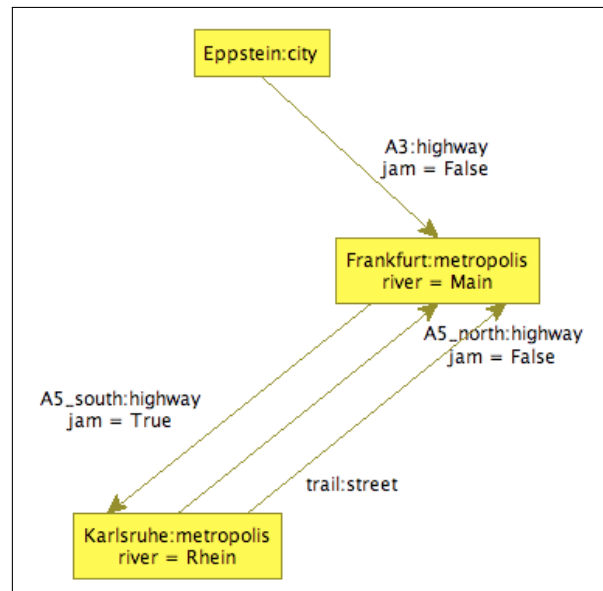 Eppstein:city
A3:highway
jam = False
Frankfurt:metropolis
river = Main
A5_north:highway
jam = False
A5_south:highway
jam = True
trail:street
Karlsruhe:metropolis
river = Rhein